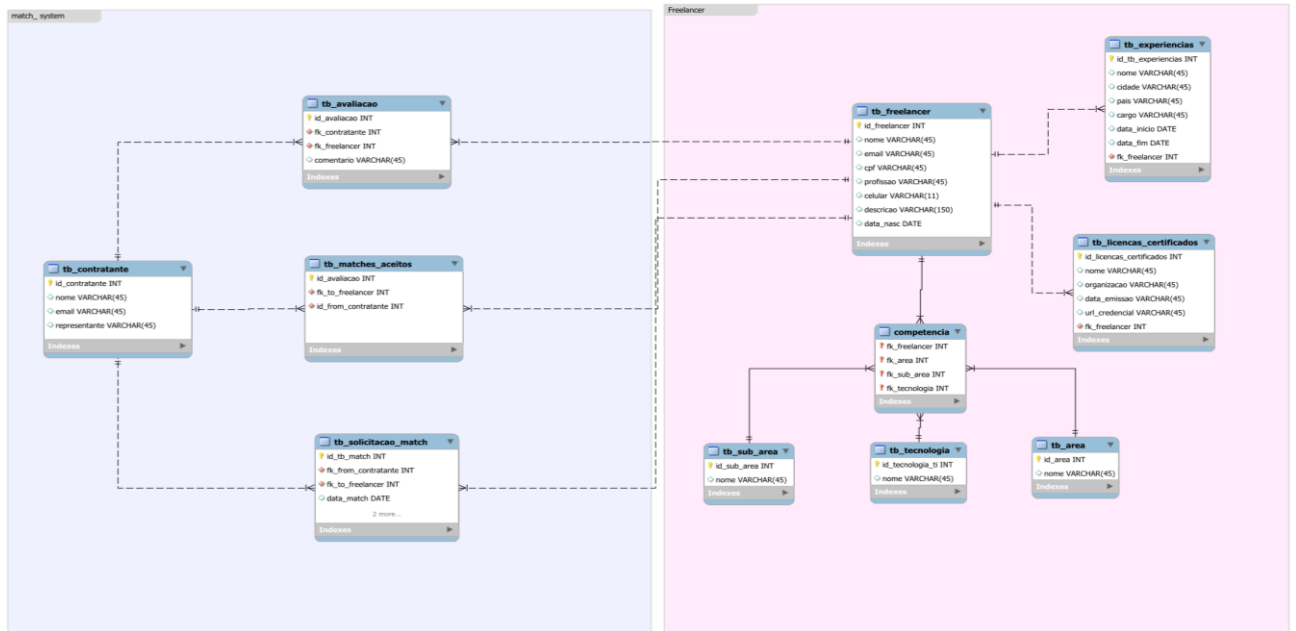 match_ system
tb_avaliacao
id_avaliacao INT
fk_contratante INT
fk_freelancer INT
comentario VARCHAR(45)
Indexes
tb_contratante
id_contratante INT
nome VARCHAR(45)
email VARCHAR(45)
representante VARCHAR(45)
Indexes
tb_matches_aceitos
id_avaliacao INT
fk_to_freelancer INT
id_from_contratante INT
Indexes
tb_solicitacao_match
id_tb_match INT
fk_from_contratante INT
fk_to_freelancer INT
data_match DATE
2 more...
Indexes
Freelancer
tb_freelancer
id_freelancer INT
nome VARCHAR(45)
email VARCHAR(45)
cpf VARCHAR(45)
profissao VARCHAR(45)
celular VARCHAR(11)
descricao VARCHAR(150)
data_nasc DATE
Indexes
tb_experiencias
id_tb_experiencias INT
nome VARCHAR(45)
cidade VARCHAR(45)
pais VARCHAR(45)
cargo VARCHAR(45)
data_inicio DATE
data_fim DATE
fk_freelancer INT
Indexes
tb_licencas_certificados
id_licencas_certificados INT
nome VARCHAR(45)
organizacao VARCHAR(45)
data_emissao VARCHAR(45)
url_credencial VARCHAR(45)
fk_freelancer INT
Indexes
competencia
fk_freelancer INT
fk_area INT
fk_sub_area INT
fk_tecnologia INT
Indexes
tb_sub_area
id_sub_area INT
nome VARCHAR(45)
Indexes
tb_tecnologia
id_tecnologia_ti INT
nome VARCHAR(45)
Indexes
tb_area
id_area INT
nome VARCHAR(45)
Indexes